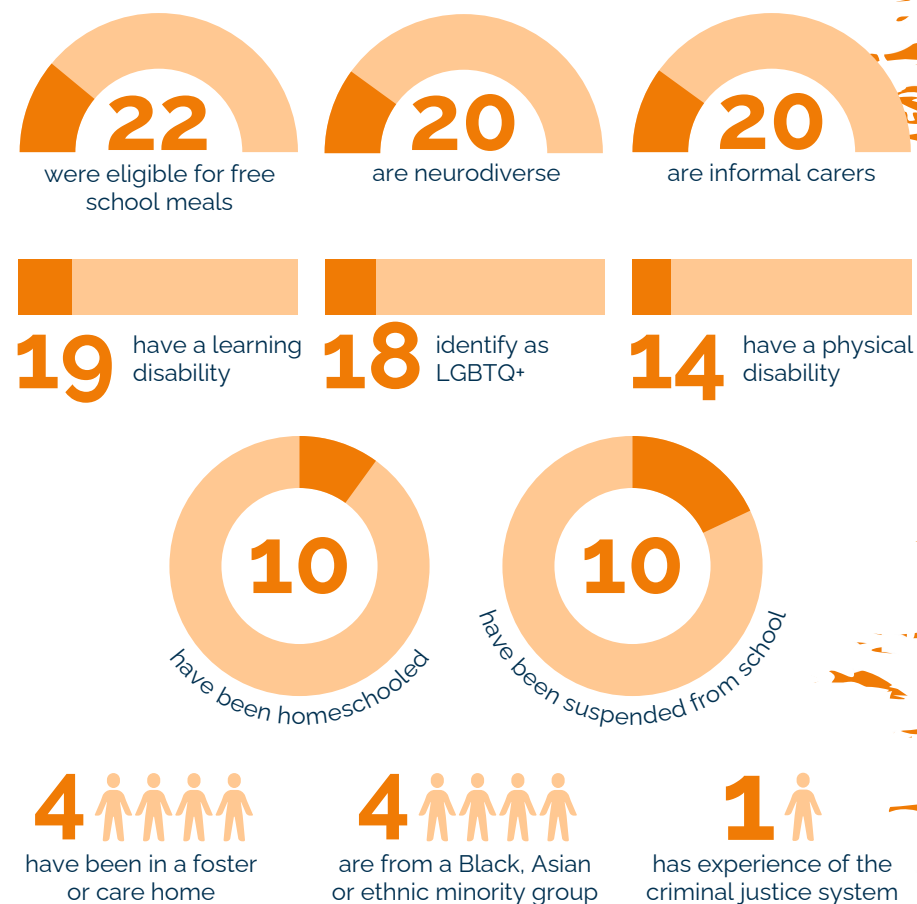 22
were eligible for free
school meals
20
are neurodiverse
20
are informal carers
19
have a learning
disability
18
identify as
LGBTQ+
14
have a physical
disability
10
have been homeschooled
10
have been suspended from school
4
have been in a foster
or care home
4
are from a Black, Asian
or ethnic minority group
1
has experience of the
criminal justice system